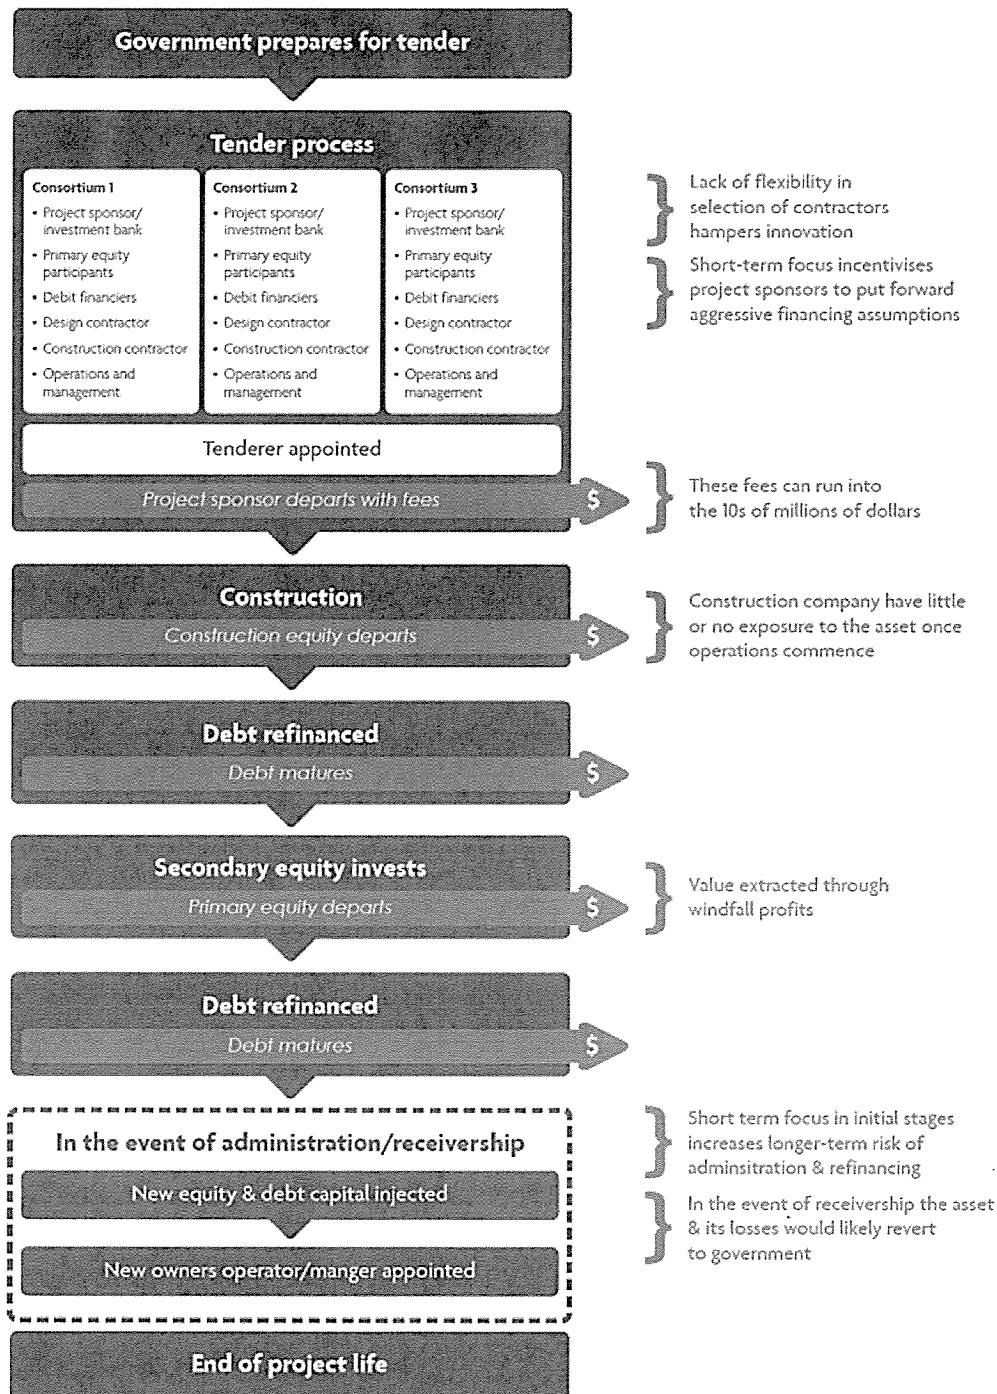 Government prepares for tender
Tender process
Consortium 1
• Project sponsor/
investment bank
• Primary equity
participants
• Debit financiers
• Design contractor
• Construction contractor
• Operations and
management
Consortium 2
• Project sponsor/
investment bank
• Primary equity
participants
• Debit financiers
• Design contractor
• Construction contractor
• Operations and
management
Consortium 3
• Project sponsor/
investment bank
• Primary equity
participants
• Debit financiers
• Design contractor
• Construction contractor
• Operations and
management
Lack of flexibility in
selection of contractors
hampers innovation
Short-term focus incentivises
project sponsors to put forward
aggressive financing assumptions
Tenderer appointed
Project sponsor departs with fees
$
These fees can run into
the 10s of millions of dollars
Construction
Construction equity departs
$
Construction company have little
or no exposure to the asset once
operations commence
Debt refinanced
Debt matures
$
Secondary equity invests
Primary equity departs
$
Value extracted through
windfall profits
Debt refinanced
Debt matures
$
In the event of administration/receivership
New equity & debt capital injected
New owners operator/manger appointed
Short term focus in initial stages
increases longer-term risk of
adminsitration & refinancing
In the event of receivership the asset
& its losses would likely revert
to government
End of project life